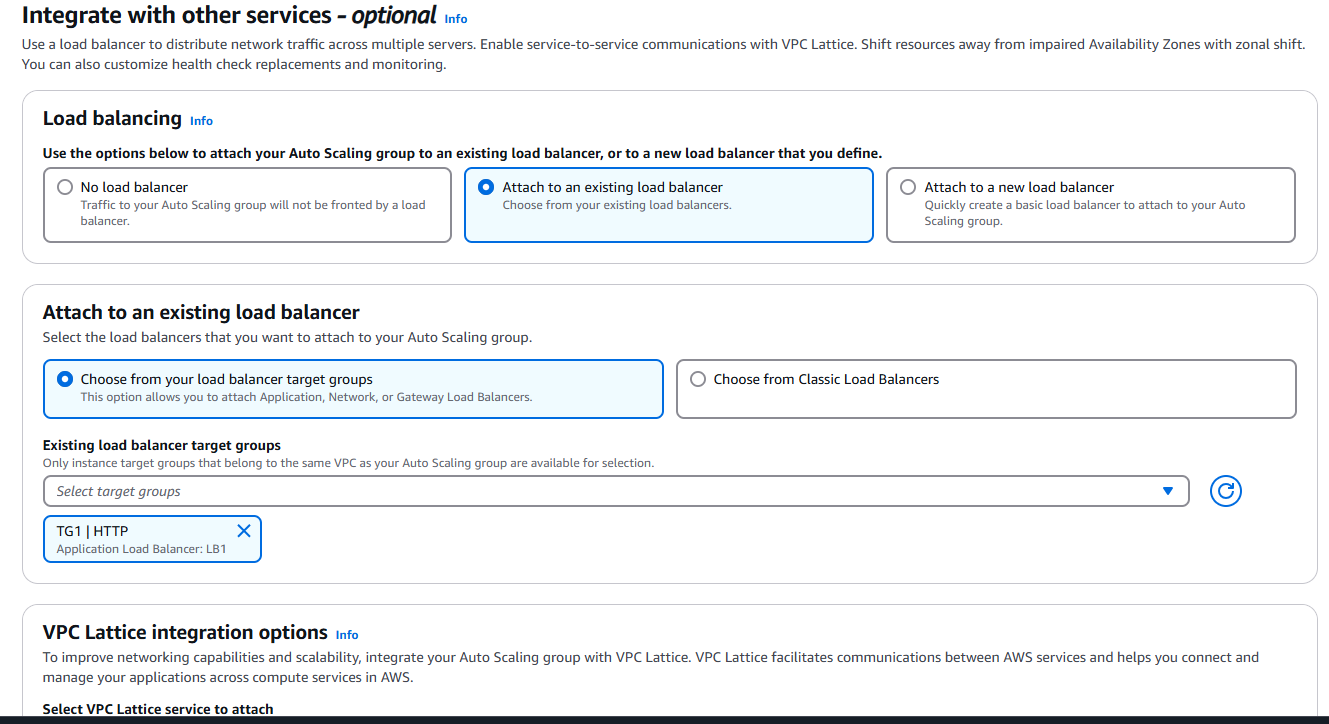 Integrate with other services - optional Info
Use a load balancer to distribute network traffic across multiple servers. Enable service-to-service communications with VPC Lattice. Shift resources away from impaired Availability Zones with zonal shift.
You can also customize health check replacements and monitoring.
Load balancing Info
Use the options below to attach your Auto Scaling group to an existing load balancer, or to a new load balancer that you define.
No load balancer
Traffic to your Auto Scaling group will not be fronted by a load
balancer.
Attach to an existing load balancer
Choose from your existing load balancers.
Attach to a new load balancer
Quickly create a basic load balancer to attach to your Auto
Scaling group.
Attach to an existing load balancer
Select the load balancers that you want to attach to your Auto Scaling group.
Choose from your load balancer target groups
This option allows you to attach Application, Network, or Gateway Load Balancers.
Choose from Classic Load Balancers
Existing load balancer target groups
Only instance target groups that belong to the same VPC as your Auto Scaling group are available for selection.
Select target groups
TG1 | HTTP
Application Load Balancer: LB1
VPC Lattice integration options Info
To improve networking capabilities and scalability, integrate your Auto Scaling group with VPC Lattice. VPC Lattice facilitates communications between AWS services and helps you connect and
manage your applications across compute services in AWS.
Select VPC Lattice service to attach